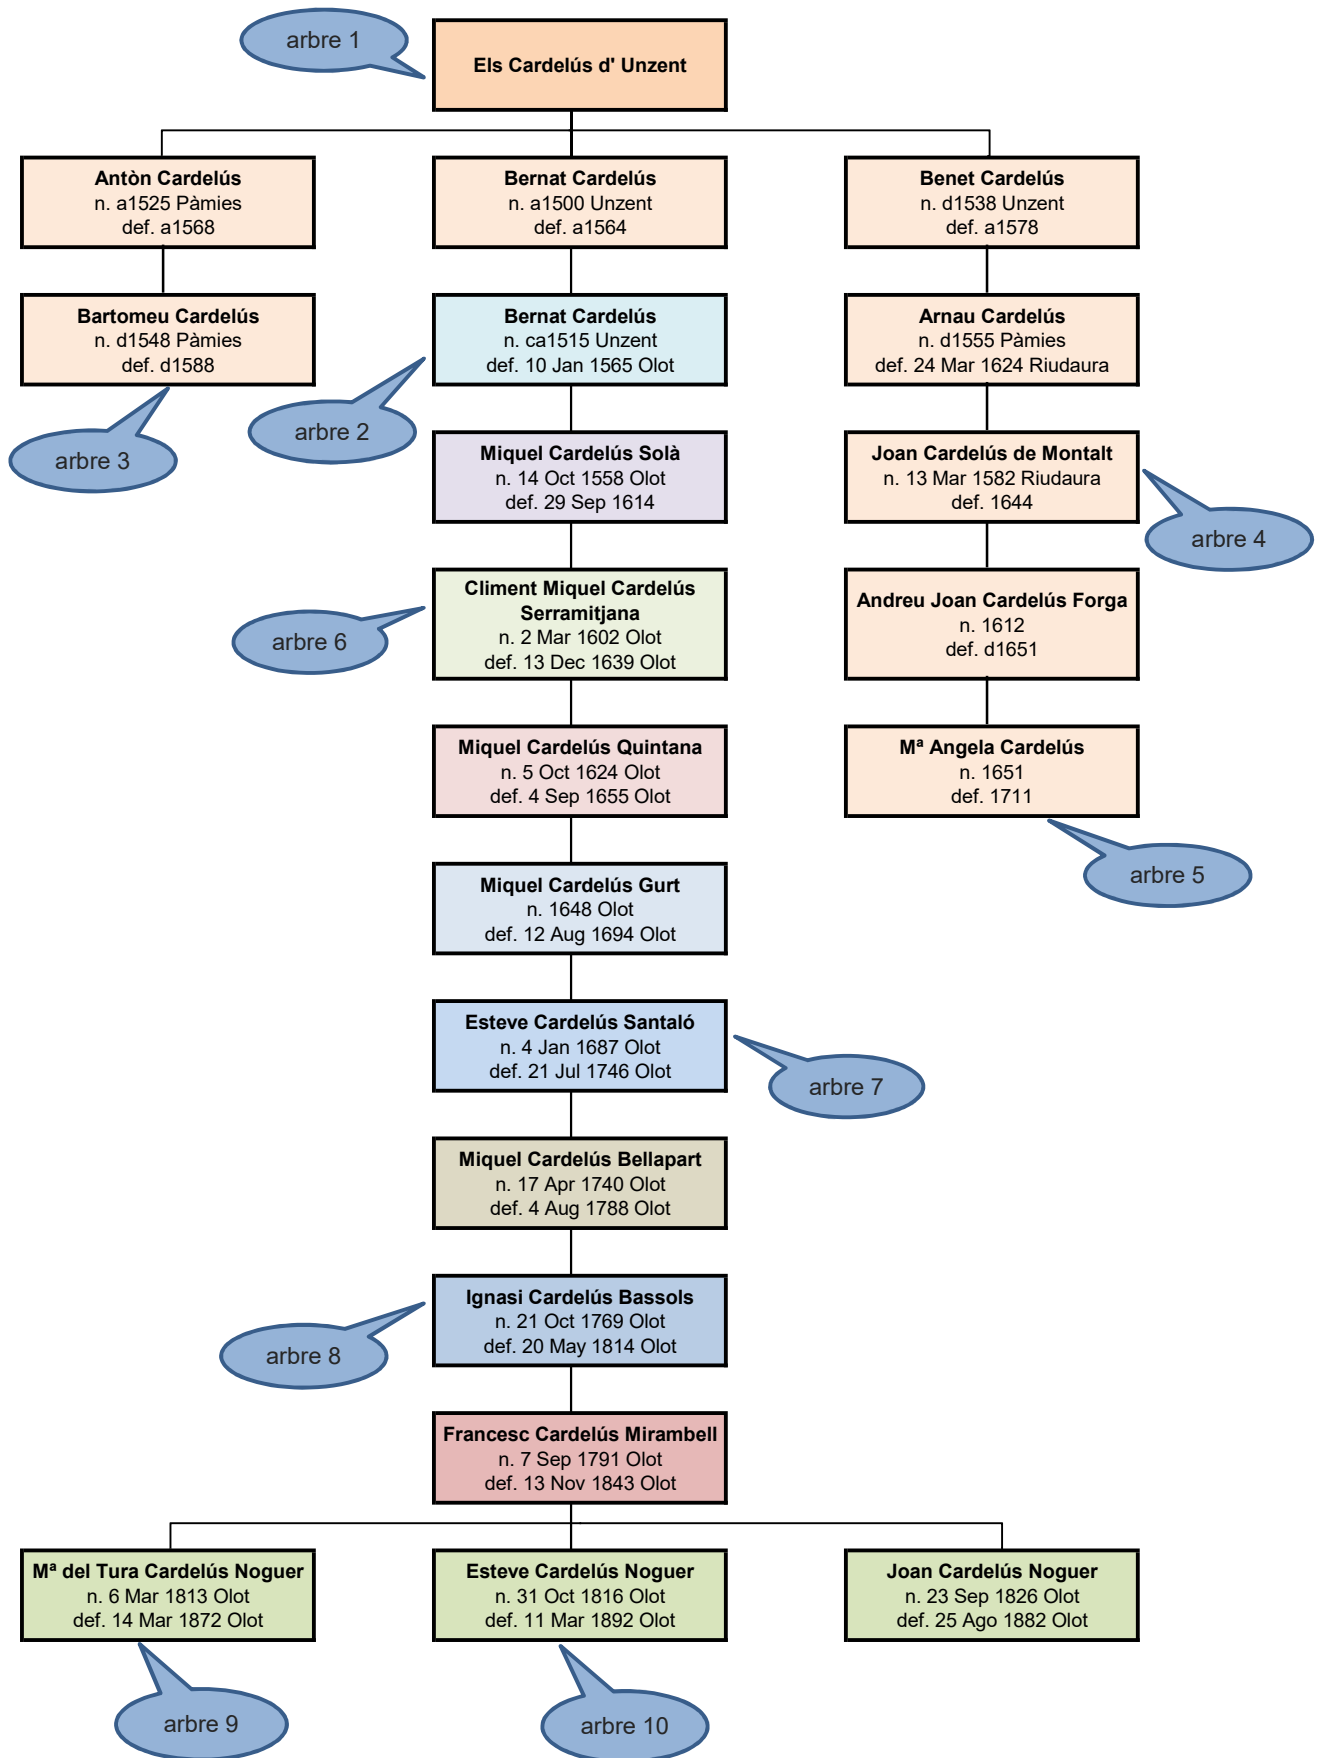 arbre 1
Els Cardelús d' Unzent
Antòn Cardelús
n. a1525 Pàmies
def. a1568
Bernat Cardelús
n. a1500 Unzent
def. a1564
Benet Cardelús
n. d1538 Unzent
def. a1578
Bartomeu Cardelús
n. d1548 Pàmies
def. d1588
Bernat Cardelús
n. ca1515 Unzent
def. 10 Jan 1565 Olot
Arnau Cardelús
n. d1555 Pàmies
def. 24 Mar 1624 Riudaura
arbre 3
arbre 2
Miquel Cardelús Solà
n. 14 Oct 1558 Olot
def. 29 Sep 1614
Joan Cardelús de Montalt
n. 13 Mar 1582 Riudaura
def. 1644
arbre 4
arbre 6
Climent Miquel Cardelús
Serramitjana
n. 2 Mar 1602 Olot
def. 13 Dec 1639 Olot
Andreu Joan Cardelús Forga
n. 1612
def. d1651
Miquel Cardelús Quintana
n. 5 Oct 1624 Olot
def. 4 Sep 1655 Olot
Mª Angela Cardelús
n. 1651
def. 1711
arbre 5
Miquel Cardelús Gurt
n. 1648 Olot
def. 12 Aug 1694 Olot
Esteve Cardelús Santaló
n. 4 Jan 1687 Olot
def. 21 Jul 1746 Olot
arbre 7
Miquel Cardelús Bellapart
n. 17 Apr 1740 Olot
def. 4 Aug 1788 Olot
Ignasi Cardelús Bassols
n. 21 Oct 1769 Olot
def. 20 May 1814 Olot
arbre 8
Francesc Cardelús Mirambell
n. 7 Sep 1791 Olot
def. 13 Nov 1843 Olot
Mª del Tura Cardelús Noguer
n. 6 Mar 1813 Olot
def. 14 Mar 1872 Olot
Esteve Cardelús Noguer
n. 31 Oct 1816 Olot
def. 11 Mar 1892 Olot
Joan Cardelús Noguer
n. 23 Sep 1826 Olot
def. 25 Ago 1882 Olot
arbre 9
arbre 10